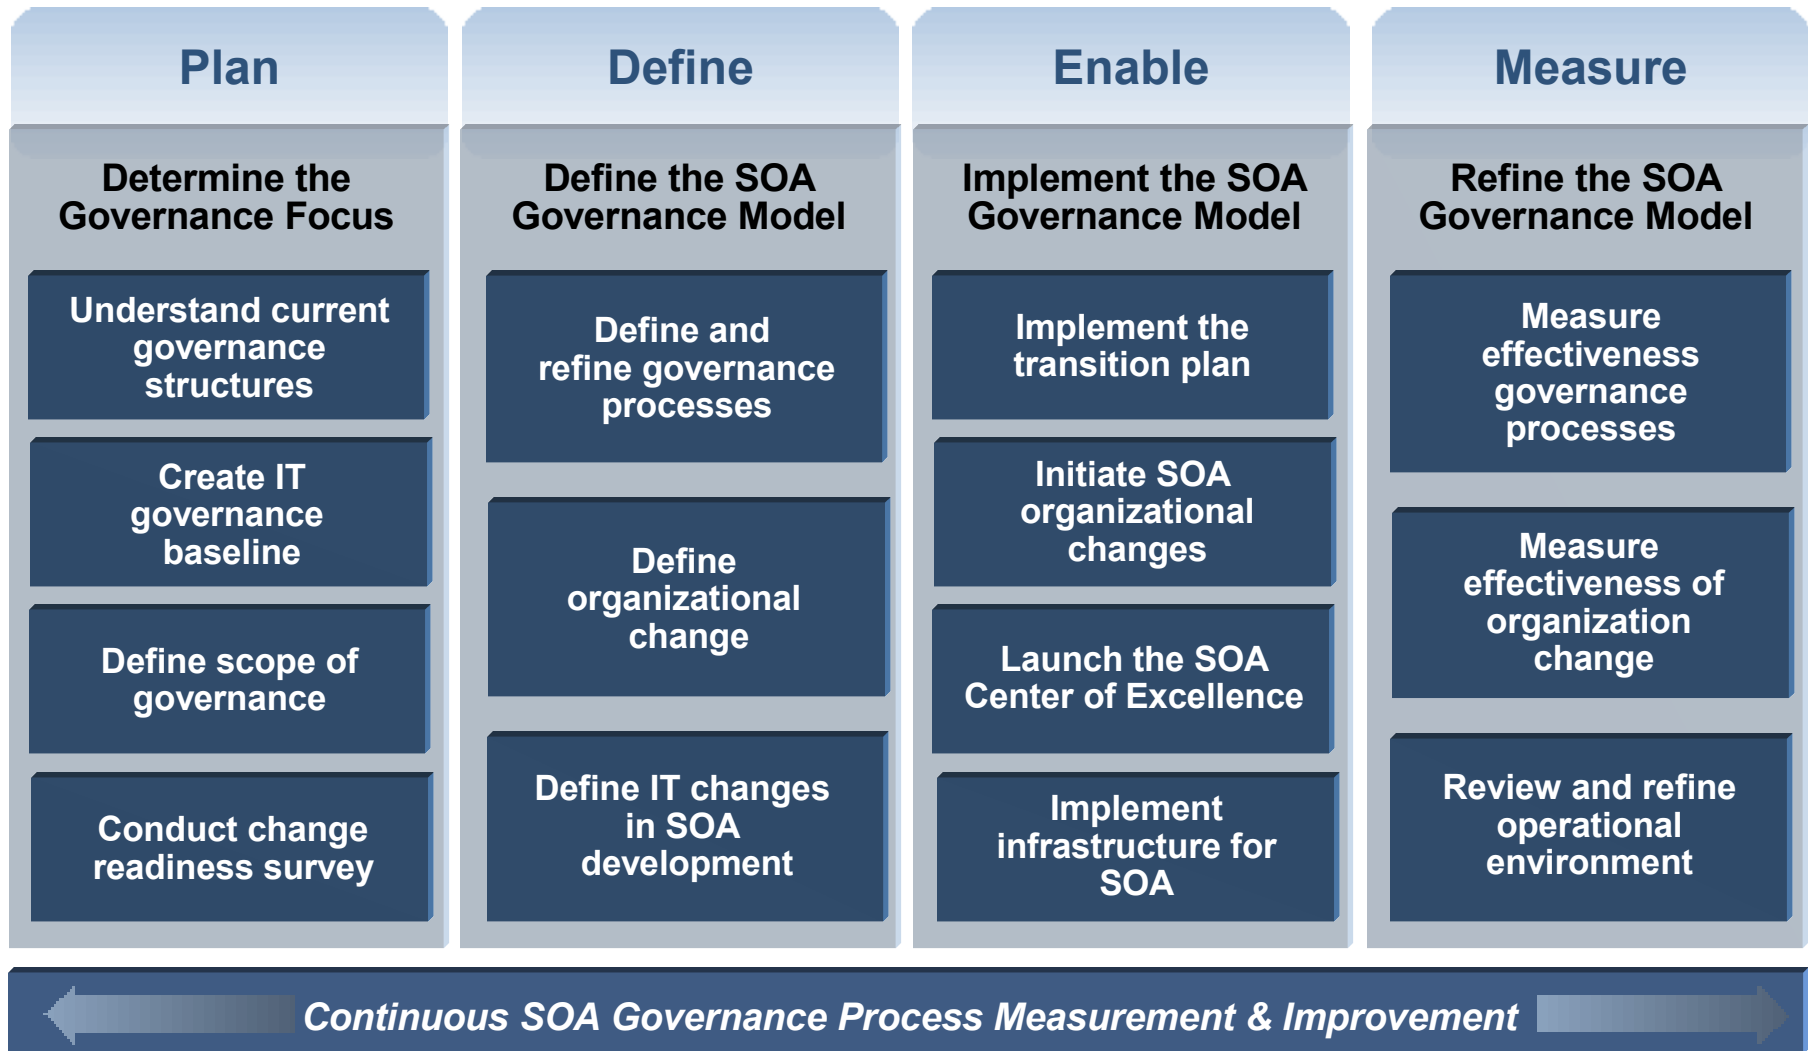 Plan
Determine the
Governance Focus
Understand current
governance
structures
Create IT
governance
baseline
Define scope of
governance
Conduct change
readiness survey
Define
Define the SOA
Governance Model
Define and
refine governance
processes
Define
organizational
change
Define IT changes
in SOA
development
Enable
Implement the SOA
Governance Model
Implement the
transition plan
Initiate SOA
organizational
changes
Launch the SOA
Center of Excellence
Implement
infrastructure for
SOA
Measure
Refine the SOA
Governance Model
Measure
effectiveness
governance
processes
Measure
effectiveness of
organization
change
Review and refine
operational
environment
Continuous SOA Governance Process Measurement & Improvement